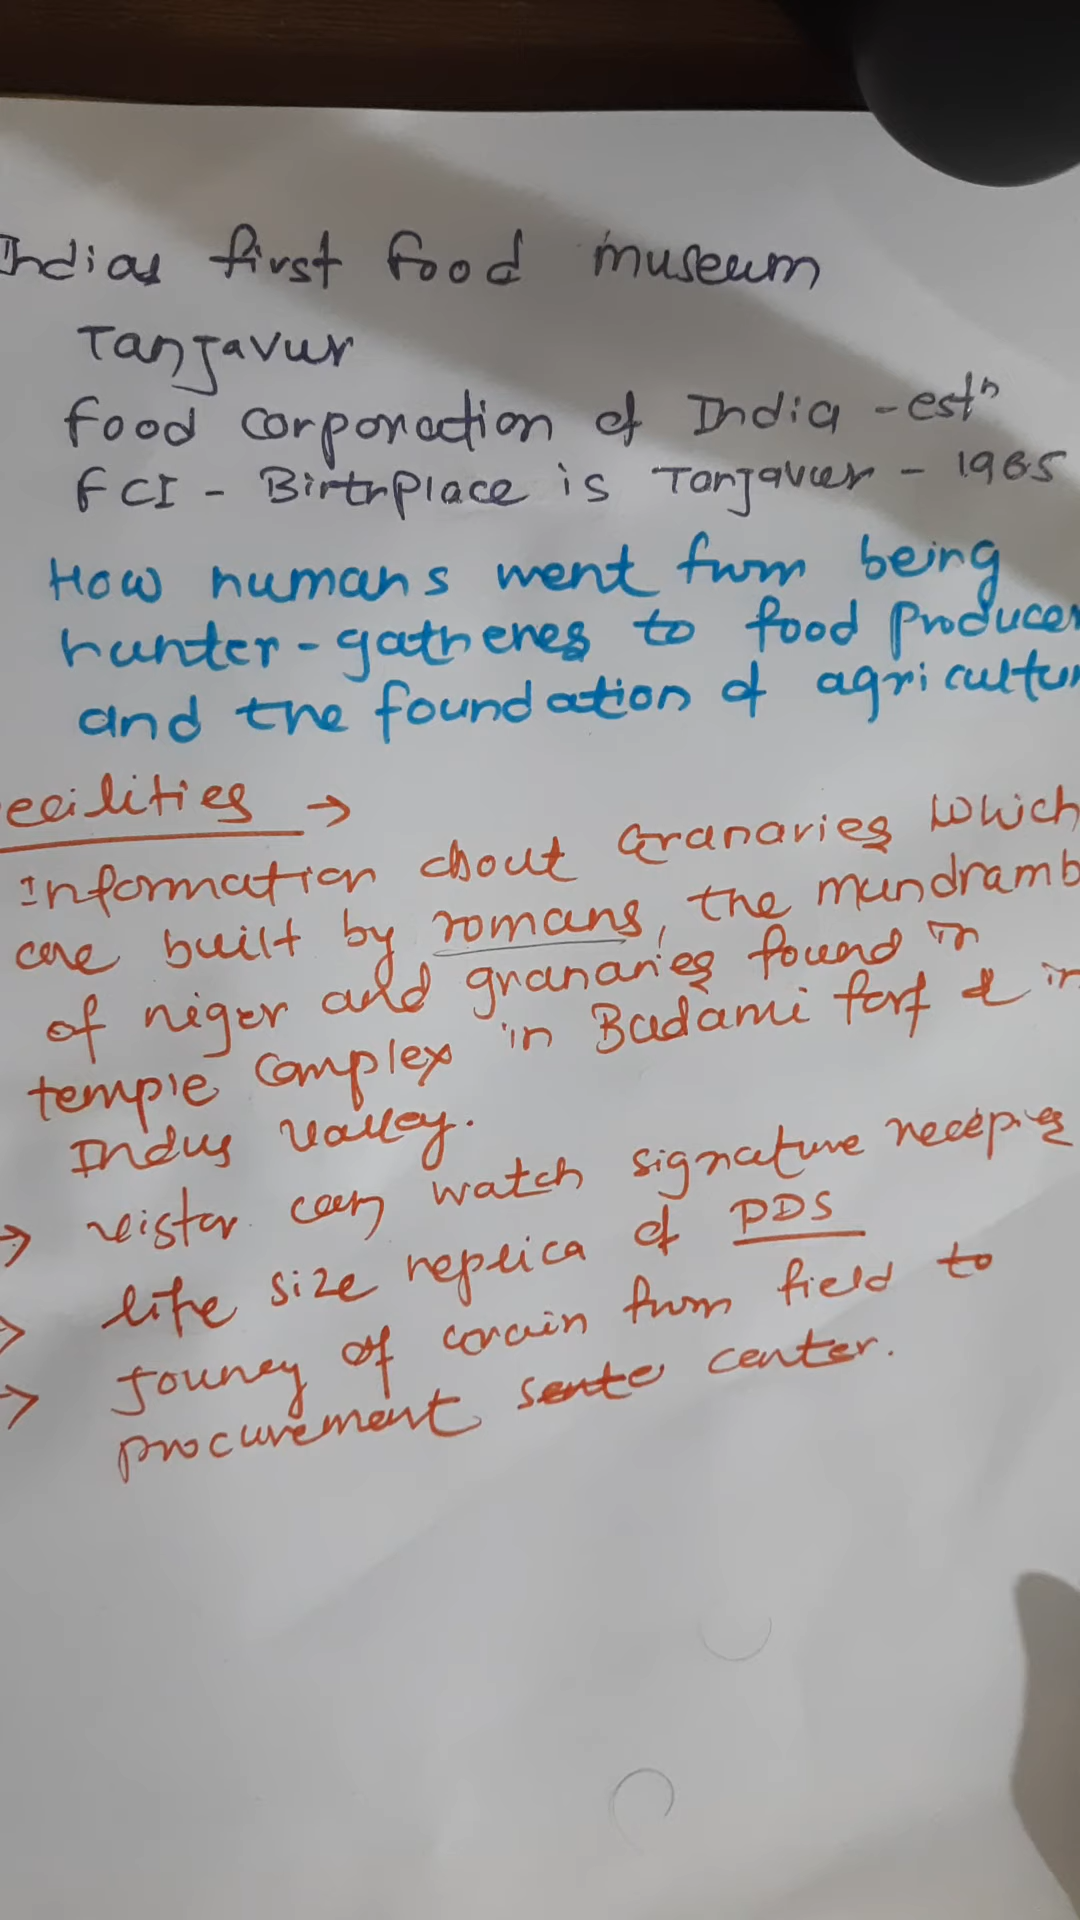 Indias first food museum
Tanjavur
food corporation of India - estⁿ
FCI - Birthplace is Tanjavur - 1965
How humans went from being
hunter-gatheres to food producer
and the foundation of agricultur
ecilities →
Information about Granaries which
are built by romans, the mundramb
of niger and granaries found in
temple complex in Badami fort & in
Indus Valley.
→ vistor can watch signature recepies
→ life size replica of PDS
→ Jouney of Grain from field to
procurement sente center.